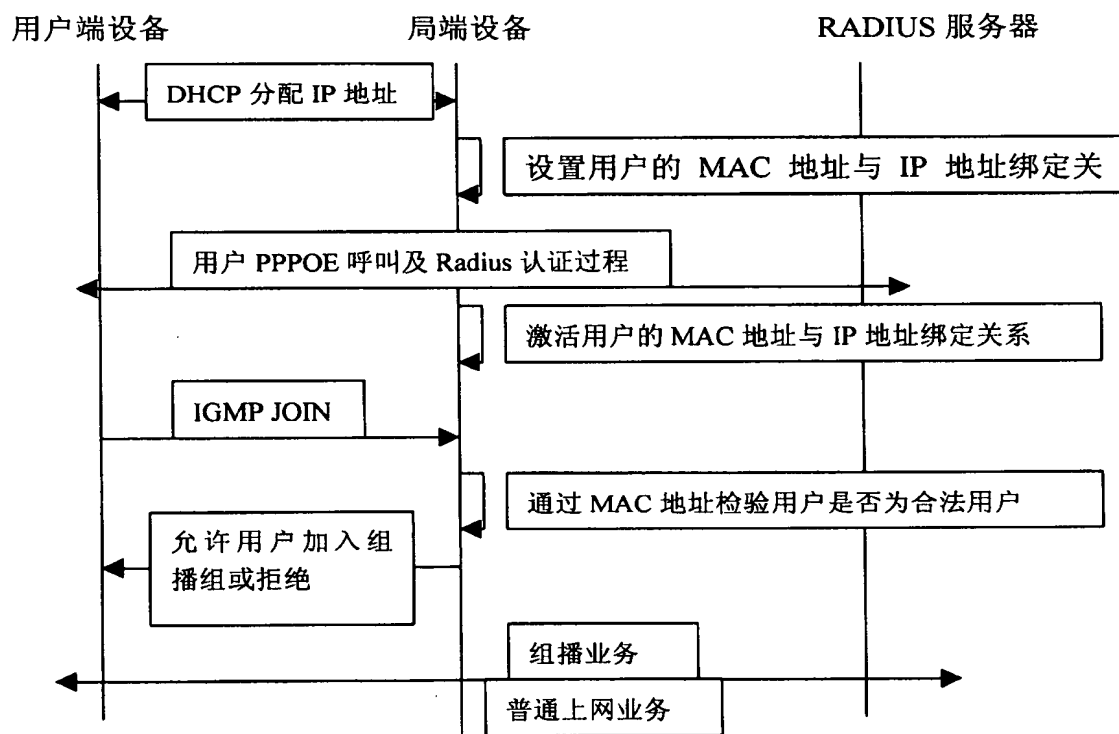 用户端设备 局端设备 RADIUS 服务器
DHCP 分配 IP 地址
设置用户的 MAC 地址与 IP 地址绑定关
用户 PPPOE 呼叫及 Radius 认证过程
激活用户的 MAC 地址与 IP 地址绑定关系
IGMP JOIN
通过 MAC 地址检验用户是否为合法用户
允许用户加入组
播组或拒绝
组播业务
普通上网业务